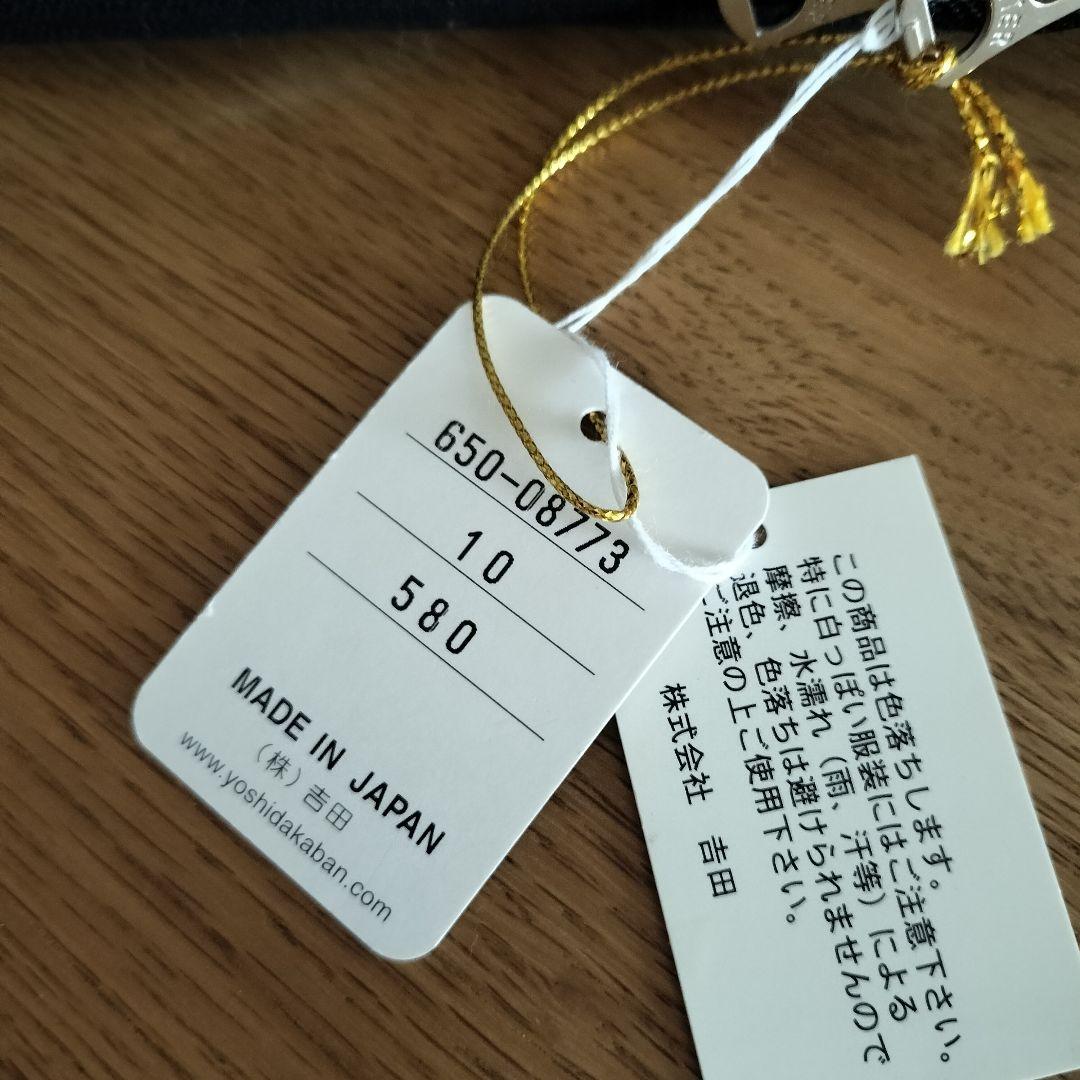 650-08773
10
580
MADE IN JAPAN
(株)吉田
www.yoshidakaban.com
この商品は色落ちします。
特に白っぽい服装にはご注意下さい。
摩擦、水濡れ(雨、汗等)による
退色、色落ちは避けられませんので
ご注意の上ご使用下さい。
株式会社 吉田